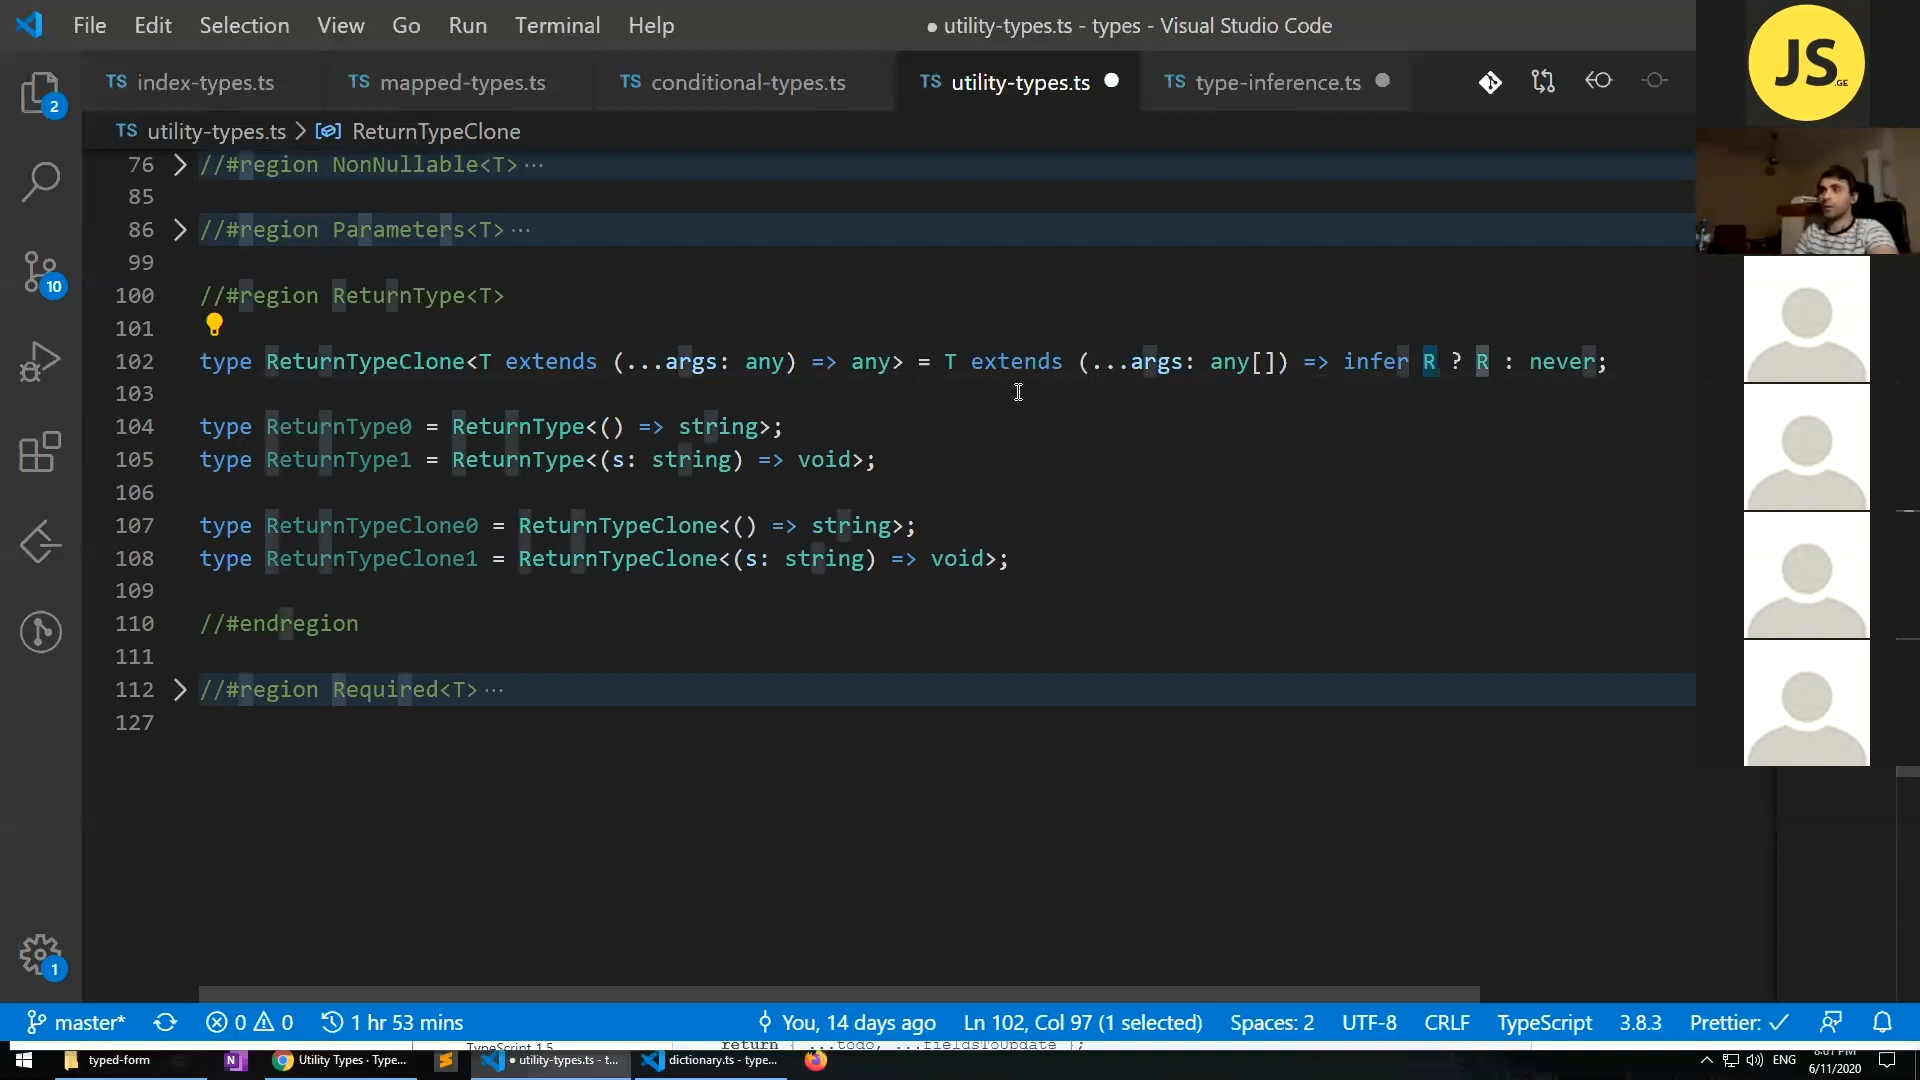 File Edit Selection View Go Run Terminal Help
● utility-types.ts - types - Visual Studio Code
JS
.GE
TS index-types.ts TS mapped-types.ts TS conditional-types.ts TS utility-types.ts TS type-inference.ts
TS utility-types.ts > ReturnTypeClone
76 > //#region NonNullable<T>···
85
86 > //#region Parameters<T>···
99
100 //#region ReturnType<T>
101
102 type ReturnTypeClone<T extends (...args: any) => any> = T extends (...args: any[]) => infer R ? R : never;
103
104 type ReturnType0 = ReturnType<() => string>;
105 type ReturnType1 = ReturnType<(s: string) => void>;
106
107 type ReturnTypeClone0 = ReturnTypeClone<() => string>;
108 type ReturnTypeClone1 = ReturnTypeClone<(s: string) => void>;
109
110 //#endregion
111
112 > //#region Required<T>···
127
2
10
1
master* 0 0 1 hr 53 mins You, 14 days ago Ln 102, Col 97 (1 selected) Spaces: 2 UTF-8 CRLF TypeScript 3.8.3 Prettier: ✓
TypeScript 1.5 return { ...todo, ...fieldsToUpdate };
typed-form N Utility Types · Type... ● utility-types.ts - t... dictionary.ts - type... ENG
6/11/2020